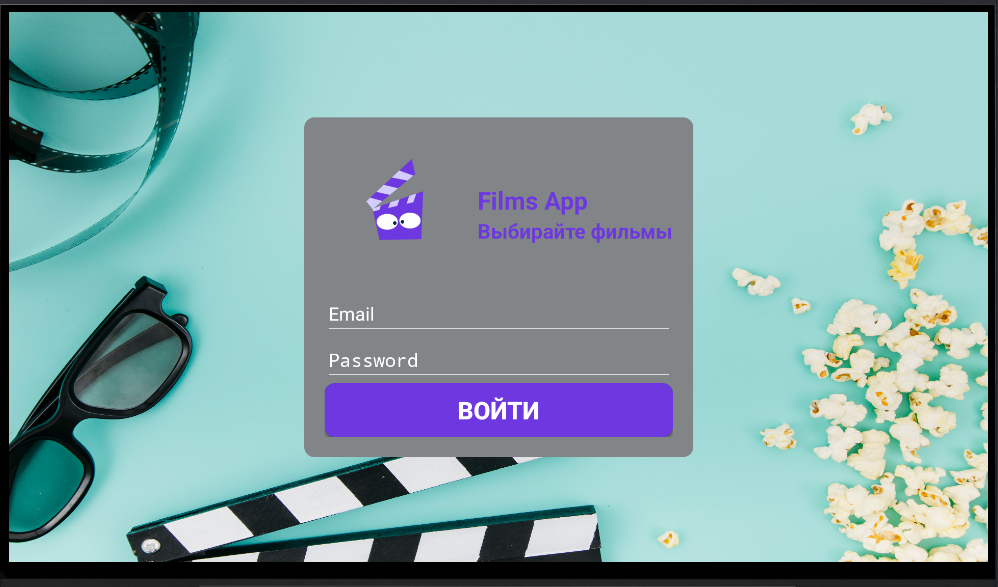 Films App
Выбирайте фильмы
Email
Password
ВОЙТИ